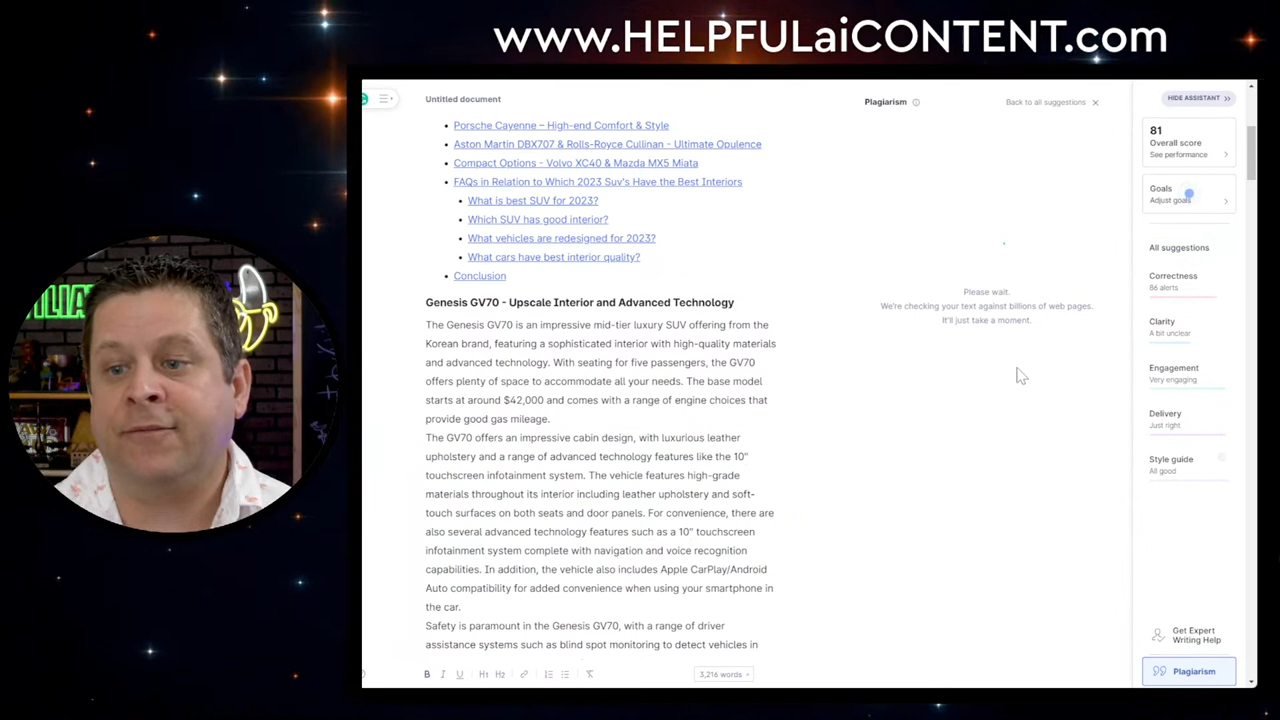 www.HELPFULaiCONTENT.com
Untitled document
Plagiarism
Back to all suggestions
HIDE ASSISTANT
Porsche Cayenne – High-end Comfort & Style
Aston Martin DBX707 & Rolls-Royce Cullinan - Ultimate Opulence
Compact Options - Volvo XC40 & Mazda MX5 Miata
FAQs in Relation to Which 2023 Suv's Have the Best Interiors
What is best SUV for 2023?
Which SUV has good interior?
What vehicles are redesigned for 2023?
What cars have best interior quality?
Conclusion
Genesis GV70 - Upscale Interior and Advanced Technology
The Genesis GV70 is an impressive mid-tier luxury SUV offering from the
Korean brand, featuring a sophisticated interior with high-quality materials
and advanced technology. With seating for five passengers, the GV70
offers plenty of space to accommodate all your needs. The base model
starts at around $42,000 and comes with a range of engine choices that
provide good gas mileage.
The GV70 offers an impressive cabin design, with luxurious leather
upholstery and a range of advanced technology features like the 10"
touchscreen infotainment system. The vehicle features high-grade
materials throughout its interior including leather upholstery and soft-
touch surfaces on both seats and door panels. For convenience, there are
also several advanced technology features such as a 10" touchscreen
infotainment system complete with navigation and voice recognition
capabilities. In addition, the vehicle also includes Apple CarPlay/Android
Auto compatibility for added convenience when using your smartphone in
the car.
Safety is paramount in the Genesis GV70, with a range of driver
assistance systems such as blind spot monitoring to detect vehicles in
B I U H1 H2
3,216 words
Please wait.
We're checking your text against billions of web pages.
It'll just take a moment.
81
Overall score
See performance
Goals
Adjust goals
All suggestions
Correctness
86 alerts
Clarity
A bit unclear
Engagement
Very engaging
Delivery
Just right
Style guide
All good
Get Expert
Writing Help
Plagiarism